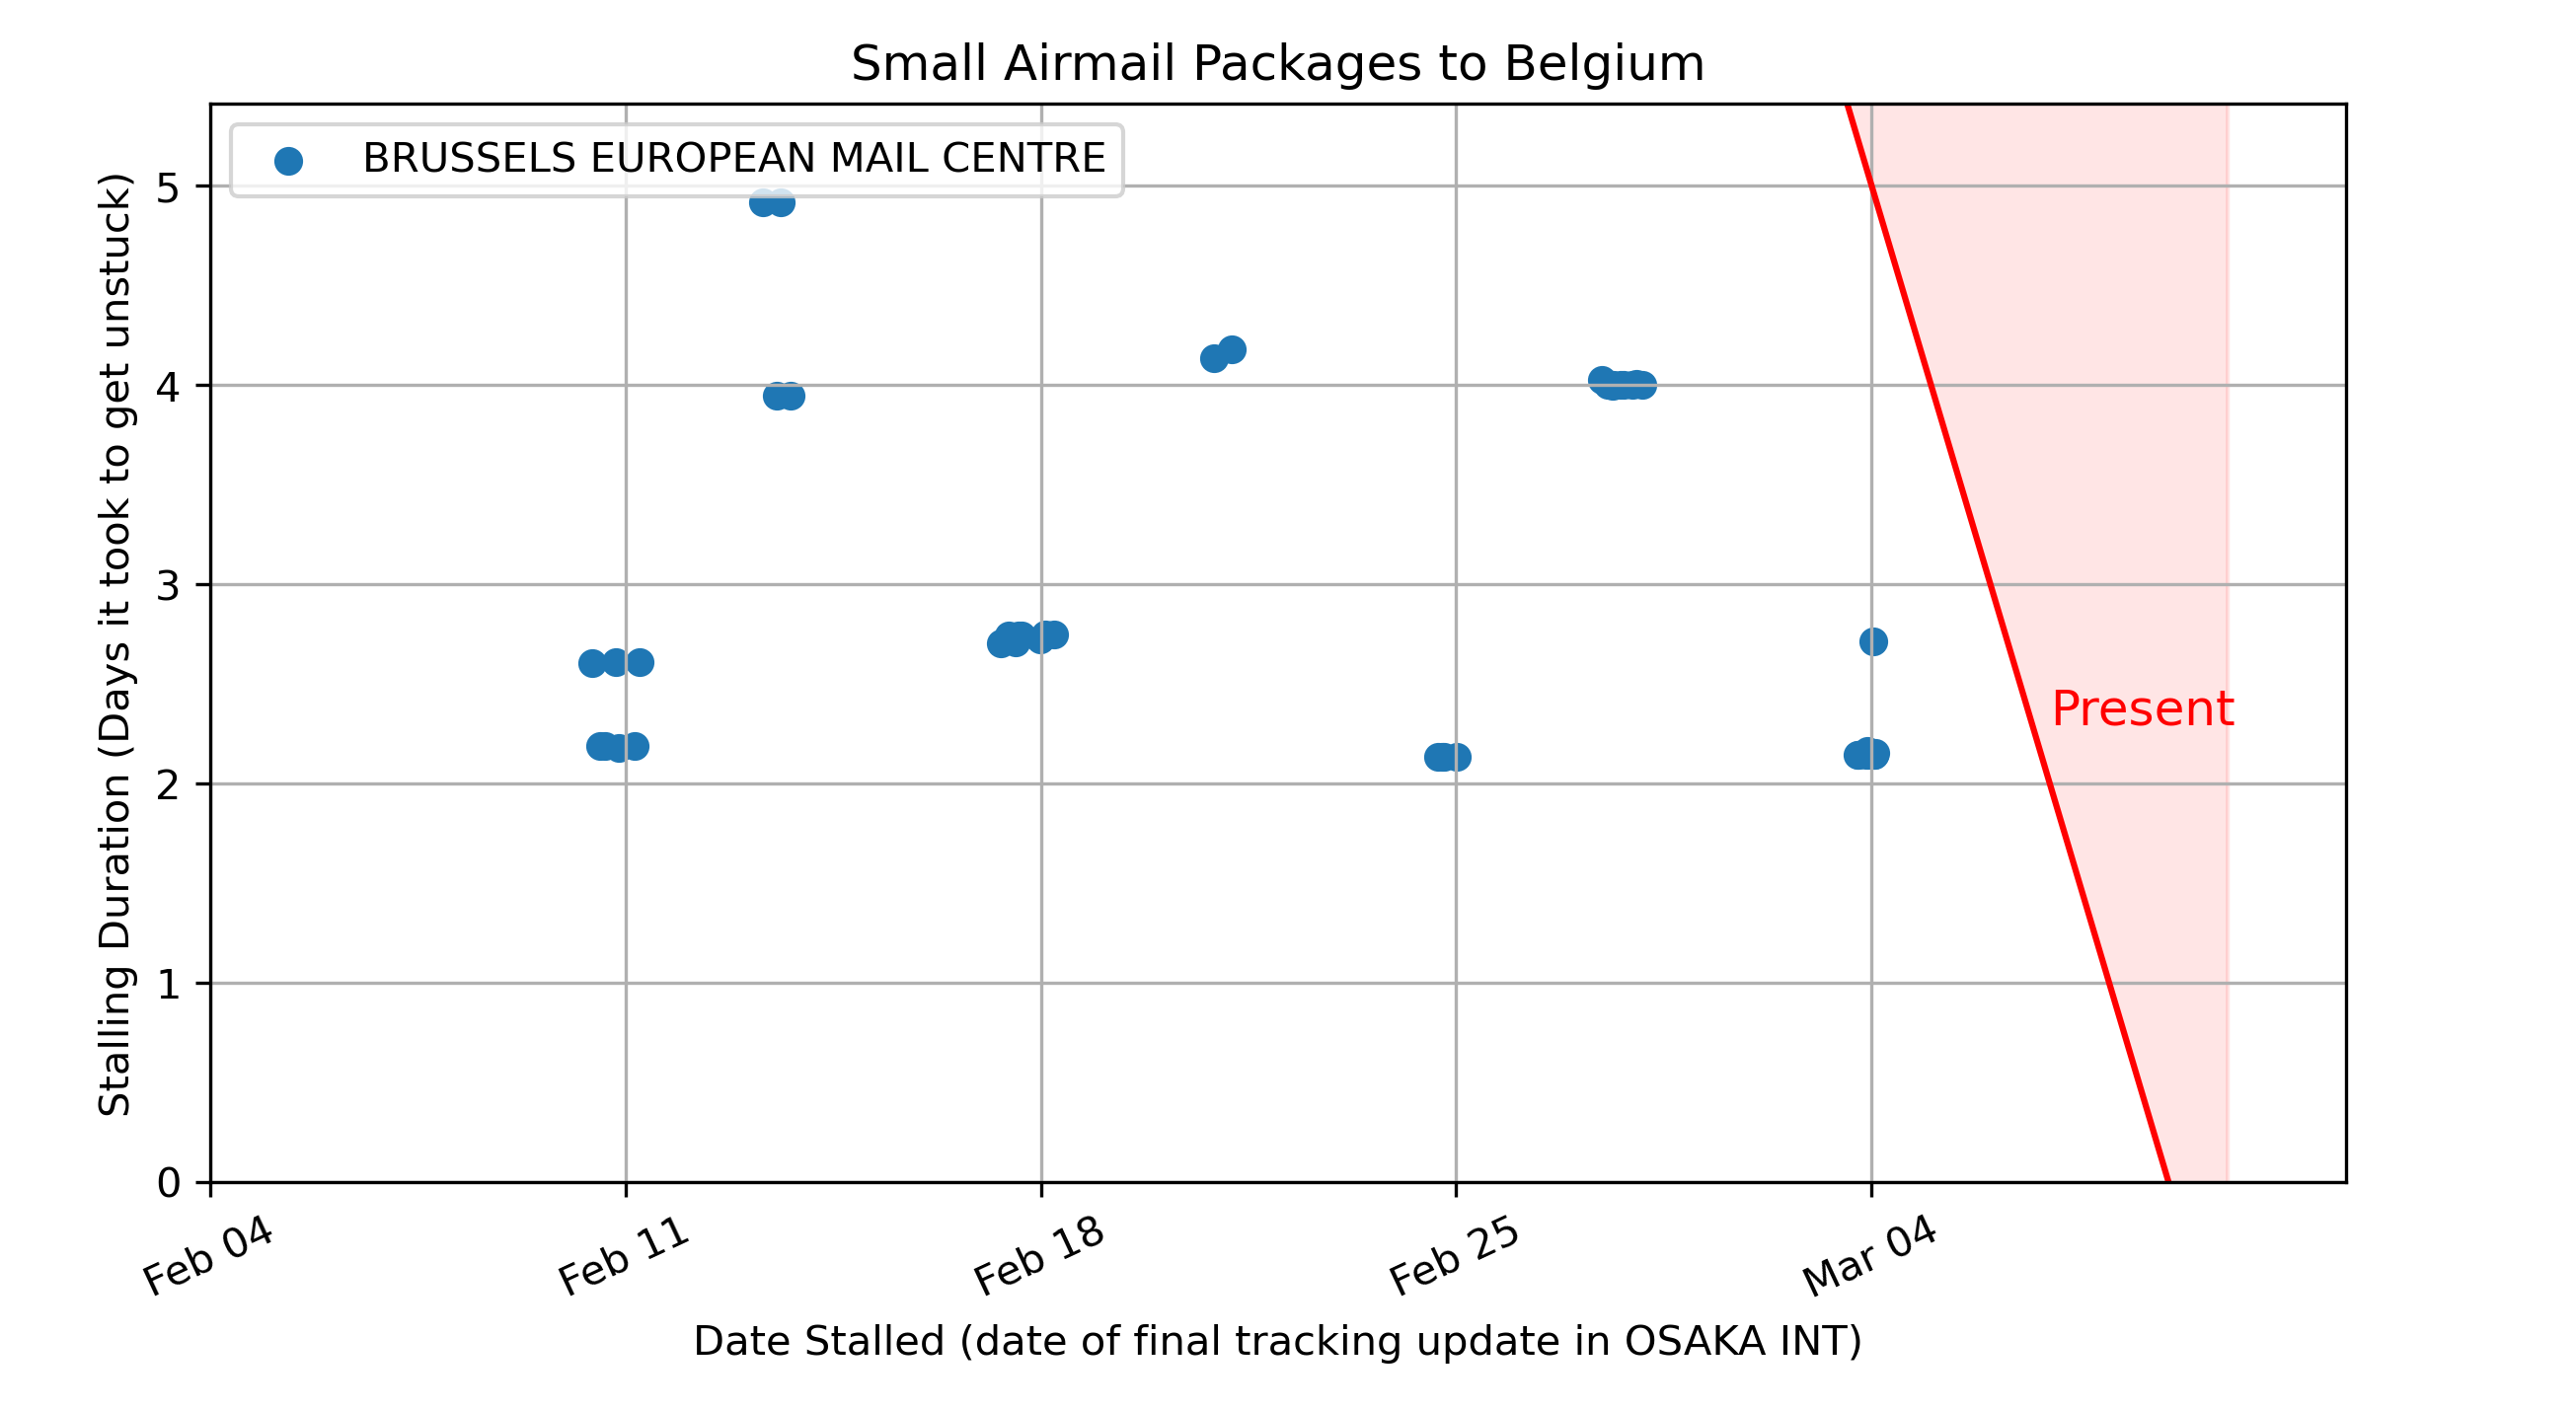 Small Airmail Packages to Belgium
BRUSSELS EUROPEAN MAIL CENTRE
Stalling Duration (Days it took to get unstuck)
5
4
3
2
1
0
Present
Feb 04
Feb 11
Feb 18
Feb 25
Mar 04
Date Stalled (date of final tracking update in OSAKA INT)